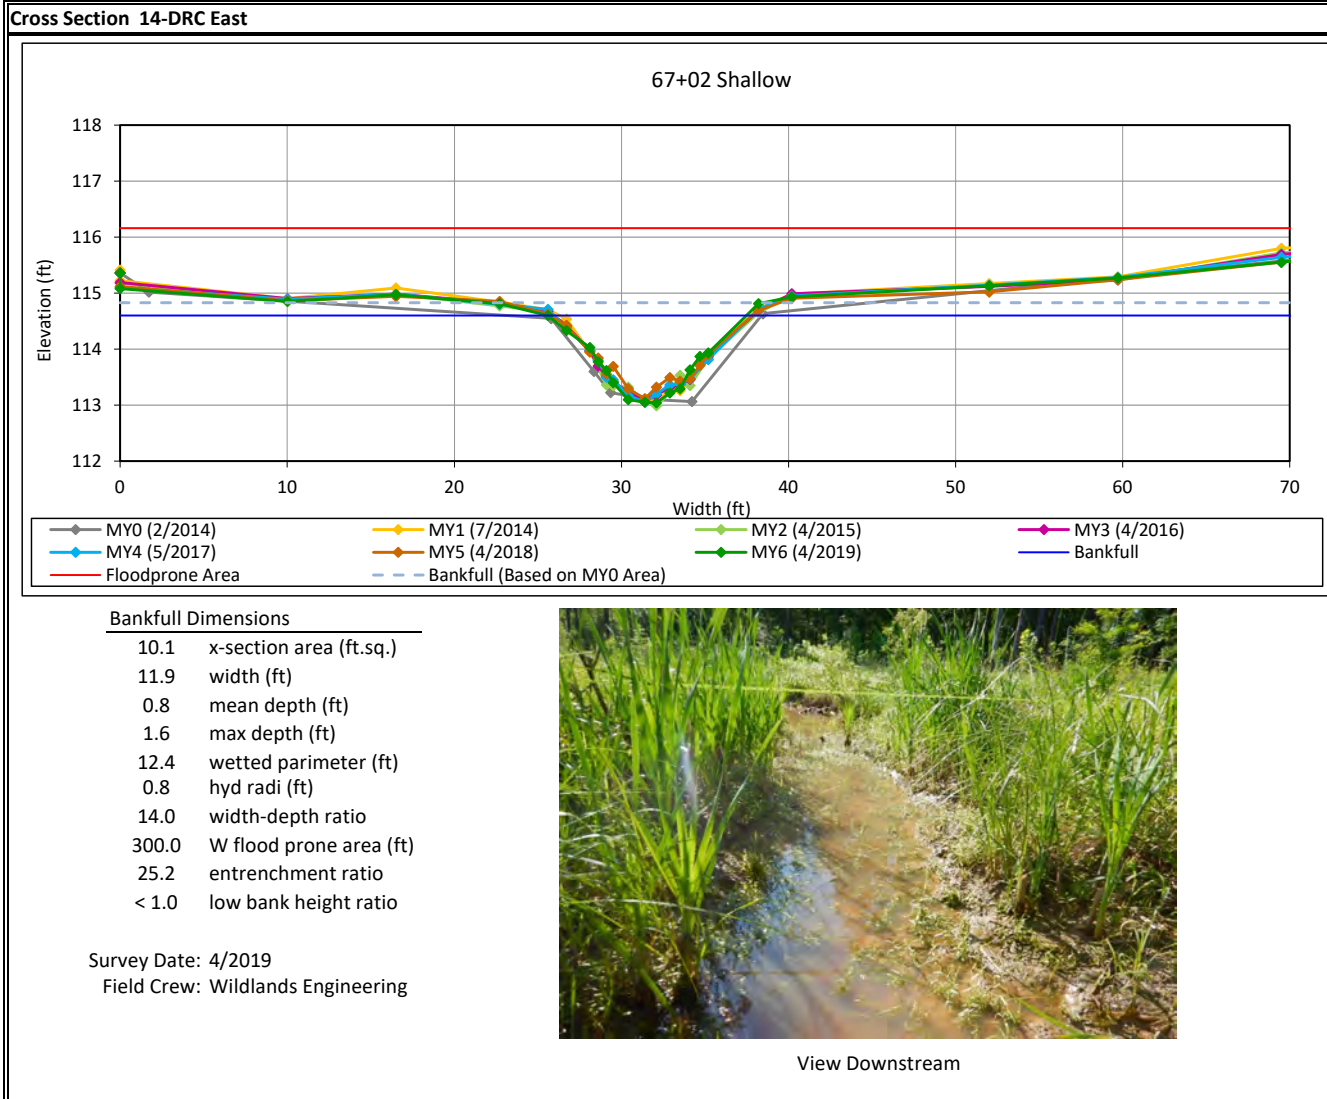 Cross Section 14-DRC East
67+02 Shallow
118
117
116
115
114
113
112
Elevation (ft)
0 10 20 30 40 50 60 70
Width (ft)
MY0 (2/2014) MY1 (7/2014) MY2 (4/2015) MY3 (4/2016)
MY4 (5/2017) MY5 (4/2018) MY6 (4/2019) Bankfull
Floodprone Area Bankfull (Based on MY0 Area)
Bankfull Dimensions
10.1 x-section area (ft.sq.)
11.9 width (ft)
0.8 mean depth (ft)
1.6 max depth (ft)
12.4 wetted parimeter (ft)
0.8 hyd radi (ft)
14.0 width-depth ratio
300.0 W flood prone area (ft)
25.2 entrenchment ratio
< 1.0 low bank height ratio
Survey Date: 4/2019
Field Crew: Wildlands Engineering
View Downstream